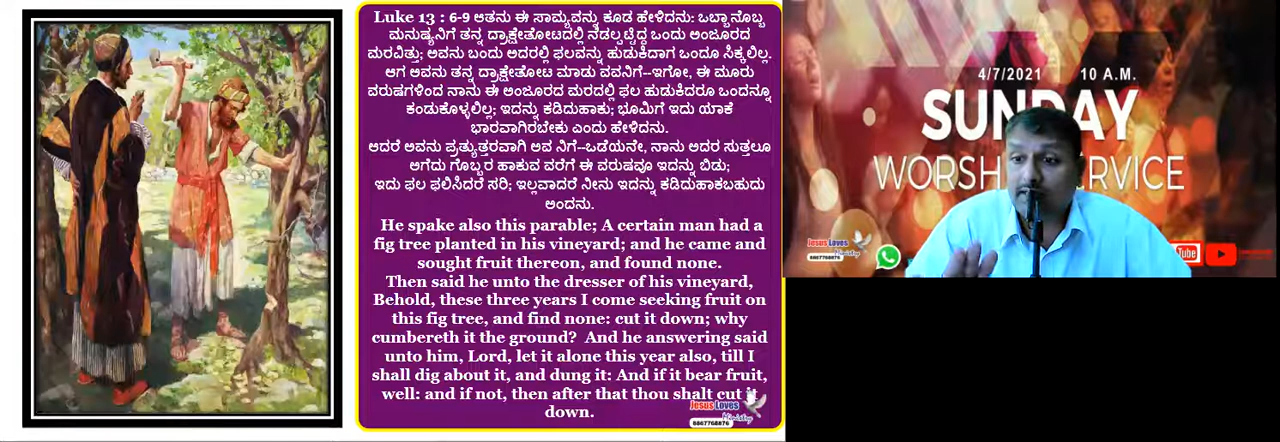 Luke 13 : 6-9 ಆತನು ಈ ಸಾಮ್ಯವನ್ನು ಕೂಡ ಹೇಳಿದನು: ಒಬ್ಬಾನೊಬ್ಬ
ಮನುಷ್ಯನಿಗೆ ತನ್ನ ದ್ರಾಕ್ಷೇತೋಟದಲ್ಲಿ ನೆಡಲ್ಪಟ್ಟಿದ್ದ ಒಂದು ಅಂಜೂರದ
ಮರವಿತ್ತು; ಅವನು ಬಂದು ಅದರಲ್ಲಿ ಫಲವನ್ನು ಹುಡುಕಿದಾಗ ಒಂದೂ ಸಿಕ್ಕಲಿಲ್ಲ.
ಆಗ ಅವನು ತನ್ನ ದ್ರಾಕ್ಷೇತೋಟ ಮಾಡು ವವನಿಗೆ--ಇಗೋ, ಈ ಮೂರು
ವರುಷಗಳಿಂದ ನಾನು ಈ ಅಂಜೂರದ ಮರದಲ್ಲಿ ಫಲ ಹುಡುಕಿದರೂ ಒಂದನ್ನೂ
ಕಂಡುಕೊಳ್ಳಲಿಲ್ಲ; ಇದನ್ನು ಕಡಿದುಹಾಕು; ಭೂಮಿಗೆ ಇದು ಯಾಕೆ
ಭಾರವಾಗಿರಬೇಕು ಎಂದು ಹೇಳಿದನು.
ಆದರೆ ಅವನು ಪ್ರತ್ಯುತ್ತರವಾಗಿ ಅವ ನಿಗೆ--ಒಡೆಯನೇ, ನಾನು ಅದರ ಸುತ್ತಲೂ
ಅಗೆದು ಗೊಬ್ಬರ ಹಾಕುವ ವರೆಗೆ ಈ ವರುಷವೂ ಇದನ್ನು ಬಿಡು;
ಇದು ಫಲ ಫಲಿಸಿದರೆ ಸರಿ; ಇಲ್ಲವಾದರೆ ನೀನು ಇದನ್ನು ಕಡಿದುಹಾಕಬಹುದು
ಅಂದನು.
He spake also this parable; A certain man had a
fig tree planted in his vineyard; and he came and
sought fruit thereon, and found none.
Then said he unto the dresser of his vineyard,
Behold, these three years I come seeking fruit on
this fig tree, and find none: cut it down; why
cumbereth it the ground? And he answering said
unto him, Lord, let it alone this year also, till I
shall dig about it, and dung it: And if it bear fruit,
well: and if not, then after that thou shalt cut it
down.
Jesus Loves
Ministry
8867768876
4/7/2021 10 A.M.
SUNDAY
WORSH ERVICE
Jesus Loves
Ministry
8867768876
Tube